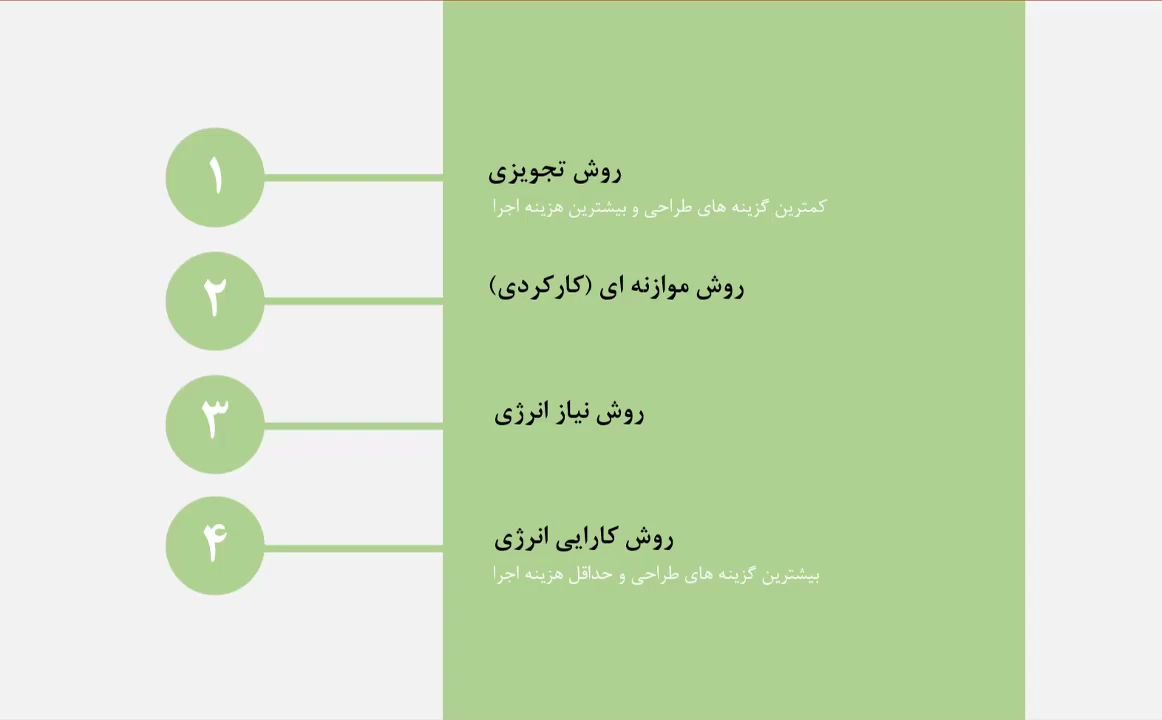 ۱
روش تجویزی
کمترین گزینه های طراحی و بیشترین هزینه اجرا
۲
روش موازنه ای (کارکردی)
۳
روش نیاز انرژی
۴
روش کارایی انرژی
بیشترین گزینه های طراحی و حداقل هزینه اجرا